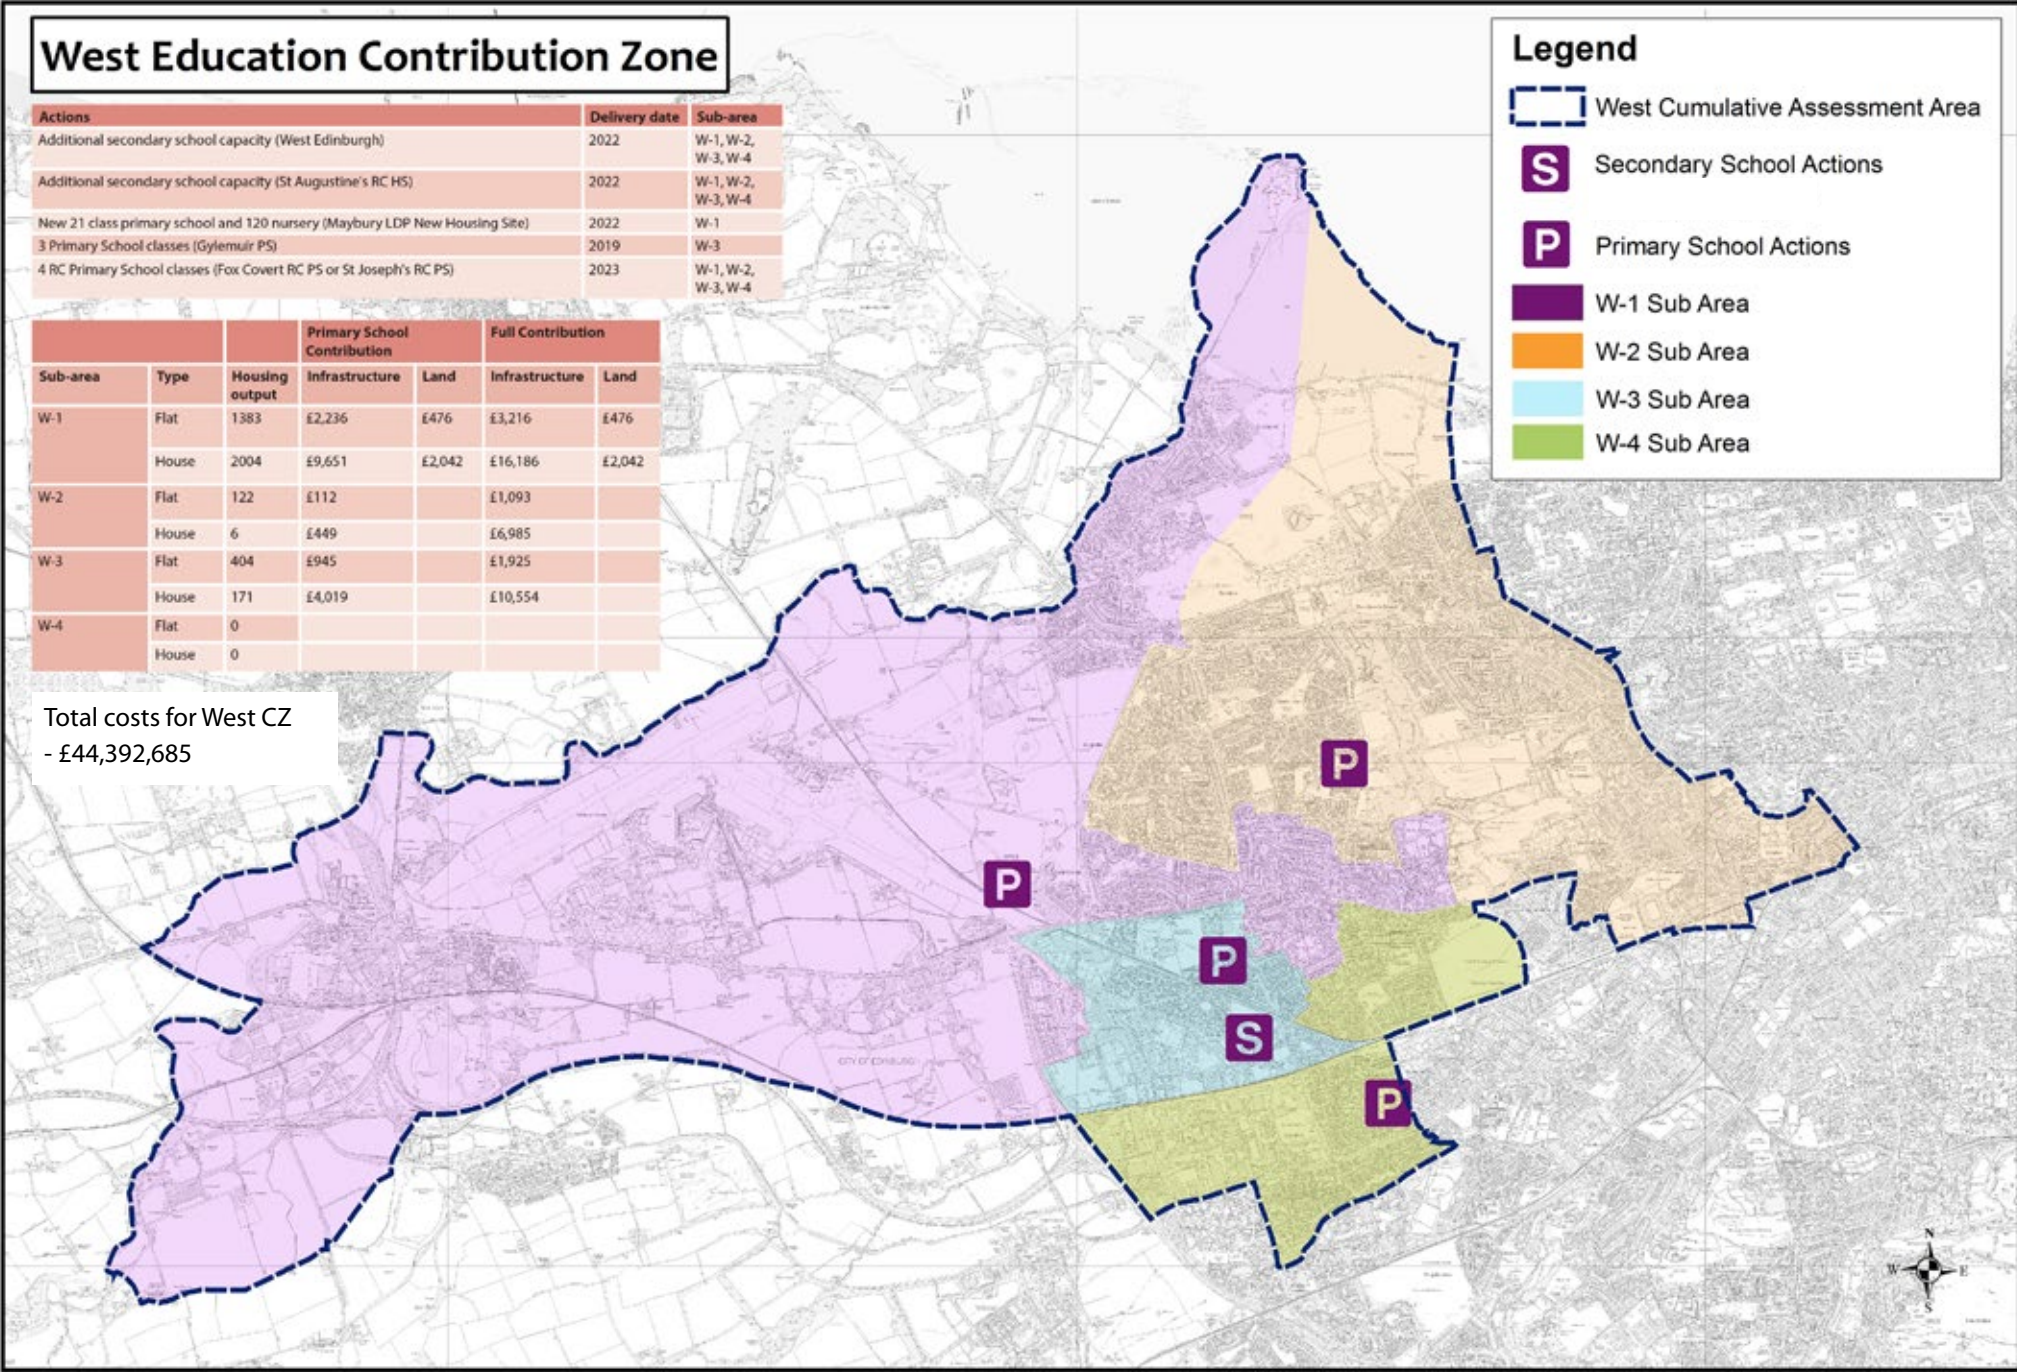 West Education Contribution Zone
Actions Delivery date Sub-area
Additional secondary school capacity (West Edinburgh) 2022 W-1, W-2,
W-3, W-4
Additional secondary school capacity (St Augustine's RC HS) 2022 W-1, W-2,
W-3, W-4
New 21 class primary school and 120 nursery (Maybury LDP New Housing Site) 2022 W-1
3 Primary School classes (Gylemuir PS) 2019 W-3
4 RC Primary School classes (Fox Covert RC PS or St Joseph's RC PS) 2023 W-1, W-2,
W-3, W-4
Primary School Full Contribution
Contribution
Sub-area Type Housing Infrastructure Land Infrastructure Land
output
W-1 Flat 1383 £2,236 £476 £3,216 £476
House 2004 £9,651 £2,042 £16,186 £2,042
W-2 Flat 122 £112 £1,093
House 6 £449 £6,985
W-3 Flat 404 £945 £1,925
House 171 £4,019 £10,554
W-4 Flat 0
House 0
Total costs for West CZ
- £44,392,685
Legend
West Cumulative Assessment Area
S Secondary School Actions
P Primary School Actions
W-1 Sub Area
W-2 Sub Area
W-3 Sub Area
W-4 Sub Area
P
P
P
S
CITY OF EDINBURGH
P
N
W E
S